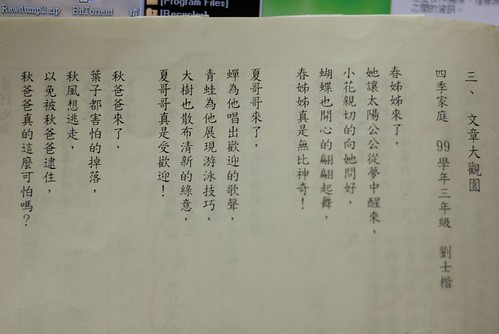 Rawdump2.zip
BitTorrent
[Program Files]
[Recycler]
三、 文章大觀園
四季家庭 99學年三年級 劉士楷
春姊姊來了，
她讓太陽公公從夢中醒來，
小花親切的向她問好，
蝴蝶也開心的翩翩起舞，
春姊姊真是無比神奇！
夏哥哥來了，
蟬為他唱出歡迎的歌聲，
青蛙為他展現游泳技巧，
大樹也散布清新的綠意，
夏哥哥真是受歡迎！
秋爸爸來了，
葉子都害怕的掉落，
秋風想逃走，
以免被秋爸爸逮住，
秋爸爸真的這麼可怕嗎？